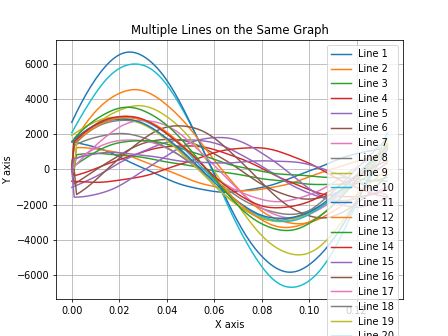 Multiple Lines on the Same Graph
Y axis
6000
4000
2000
0
−2000
−4000
−6000
0.00
0.02
0.04
0.06
0.08
0.10
X axis
Line 1
Line 2
Line 3
Line 4
Line 5
Line 6
Line 7
Line 8
Line 9
Line 10
Line 11
Line 12
Line 13
Line 14
Line 15
Line 16
Line 17
Line 18
Line 19
Line 20